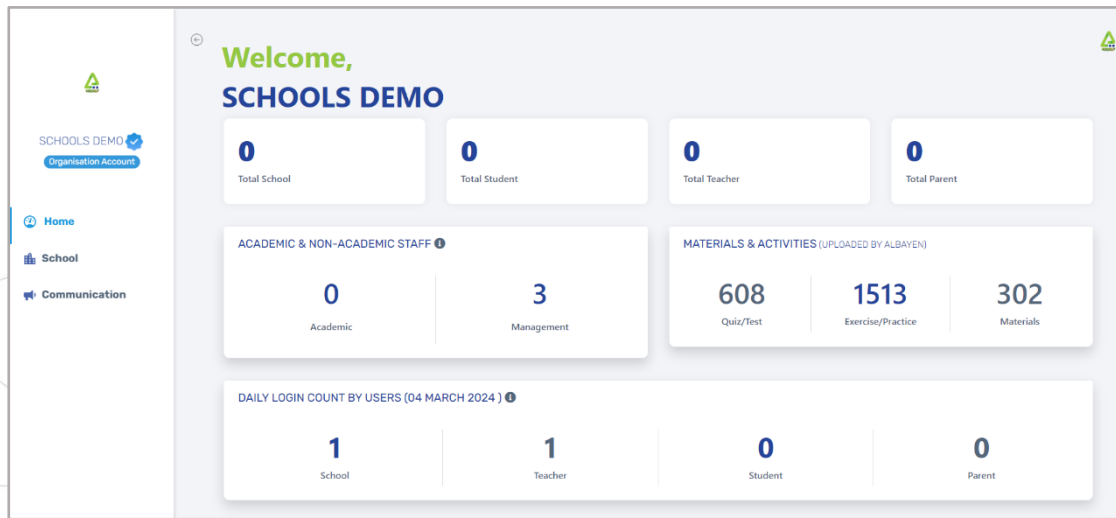 Welcome,
SCHOOLS DEMO
SCHOOLS DEMO
Organisation Account
Home
School
Communication
0
Total School
0
Total Student
0
Total Teacher
0
Total Parent
ACADEMIC & NON-ACADEMIC STAFF
0
Academic
3
Management
MATERIALS & ACTIVITIES (UPLOADED BY ALBAYEN)
608
Quiz/Test
1513
Exercise/Practice
302
Materials
DAILY LOGIN COUNT BY USERS (04 MARCH 2024 )
1
School
1
Teacher
0
Student
0
Parent